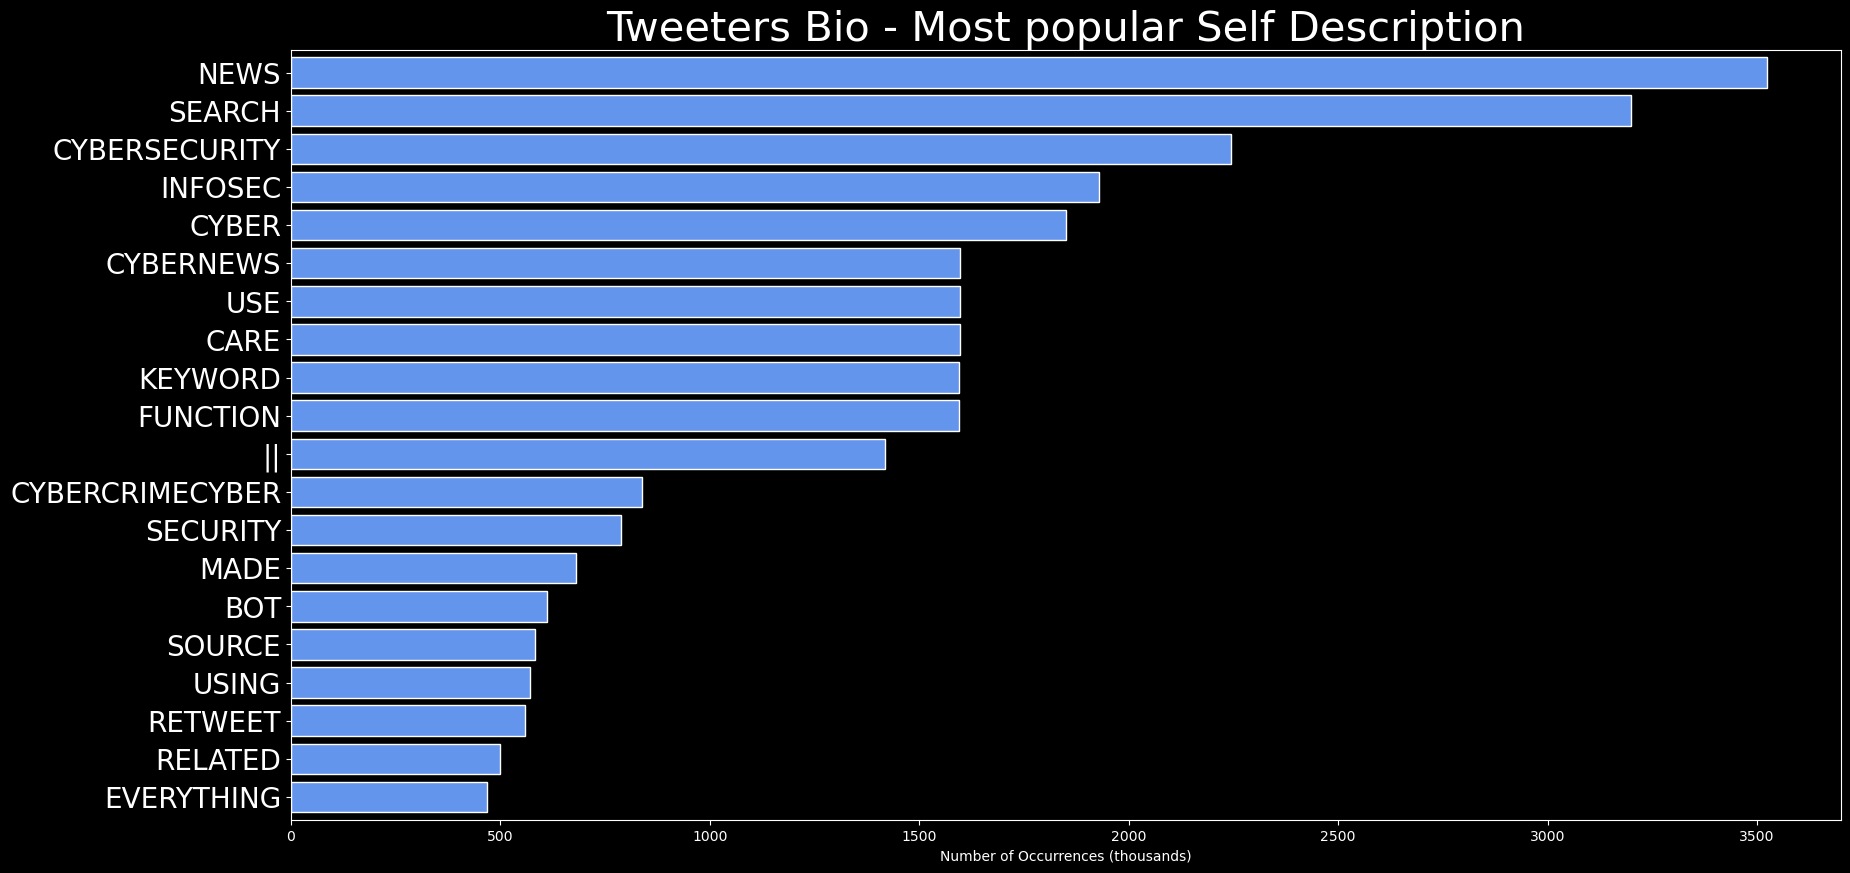 Tweeters Bio - Most popular Self Description
NEWS
SEARCH
CYBERSECURITY
INFOSEC
CYBER
CYBERNEWS
USE
CARE
KEYWORD
FUNCTION
||
CYBERCRIMECYBER
SECURITY
MADE
BOT
SOURCE
USING
RETWEET
RELATED
EVERYTHING
0 500 1000 1500 2000 2500 3000 3500
Number of Occurrences (thousands)